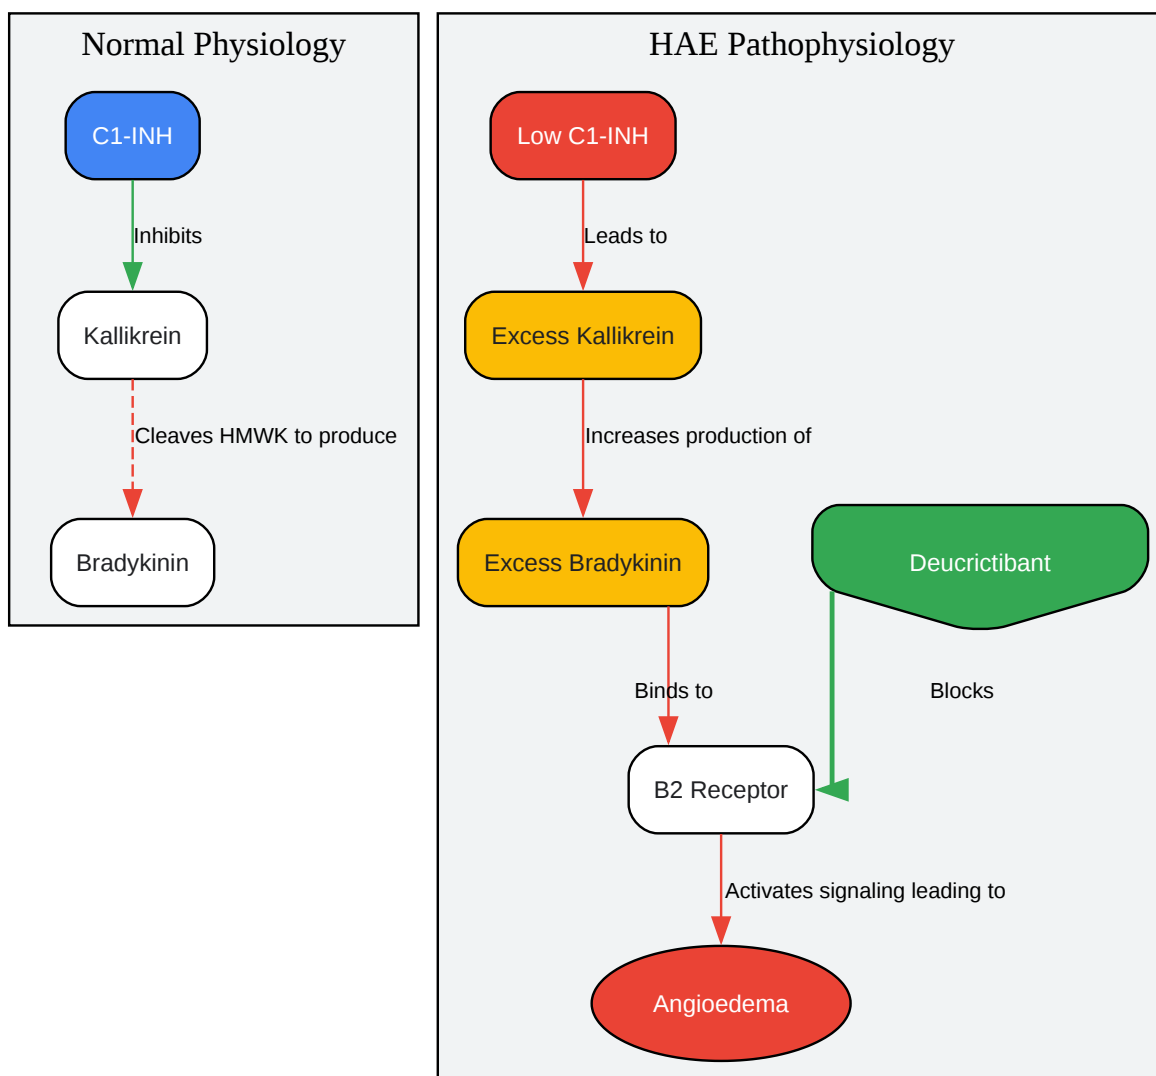 Normal Physiology
C1-INH
Inhibits
Kallikrein
Cleaves HMWK to produce
Bradykinin
HAE Pathophysiology
Low C1-INH
Leads to
Excess Kallikrein
Increases production of
Excess Bradykinin
Deucrictibant
Binds to
Blocks
B2 Receptor
Activates signaling leading to
Angioedema